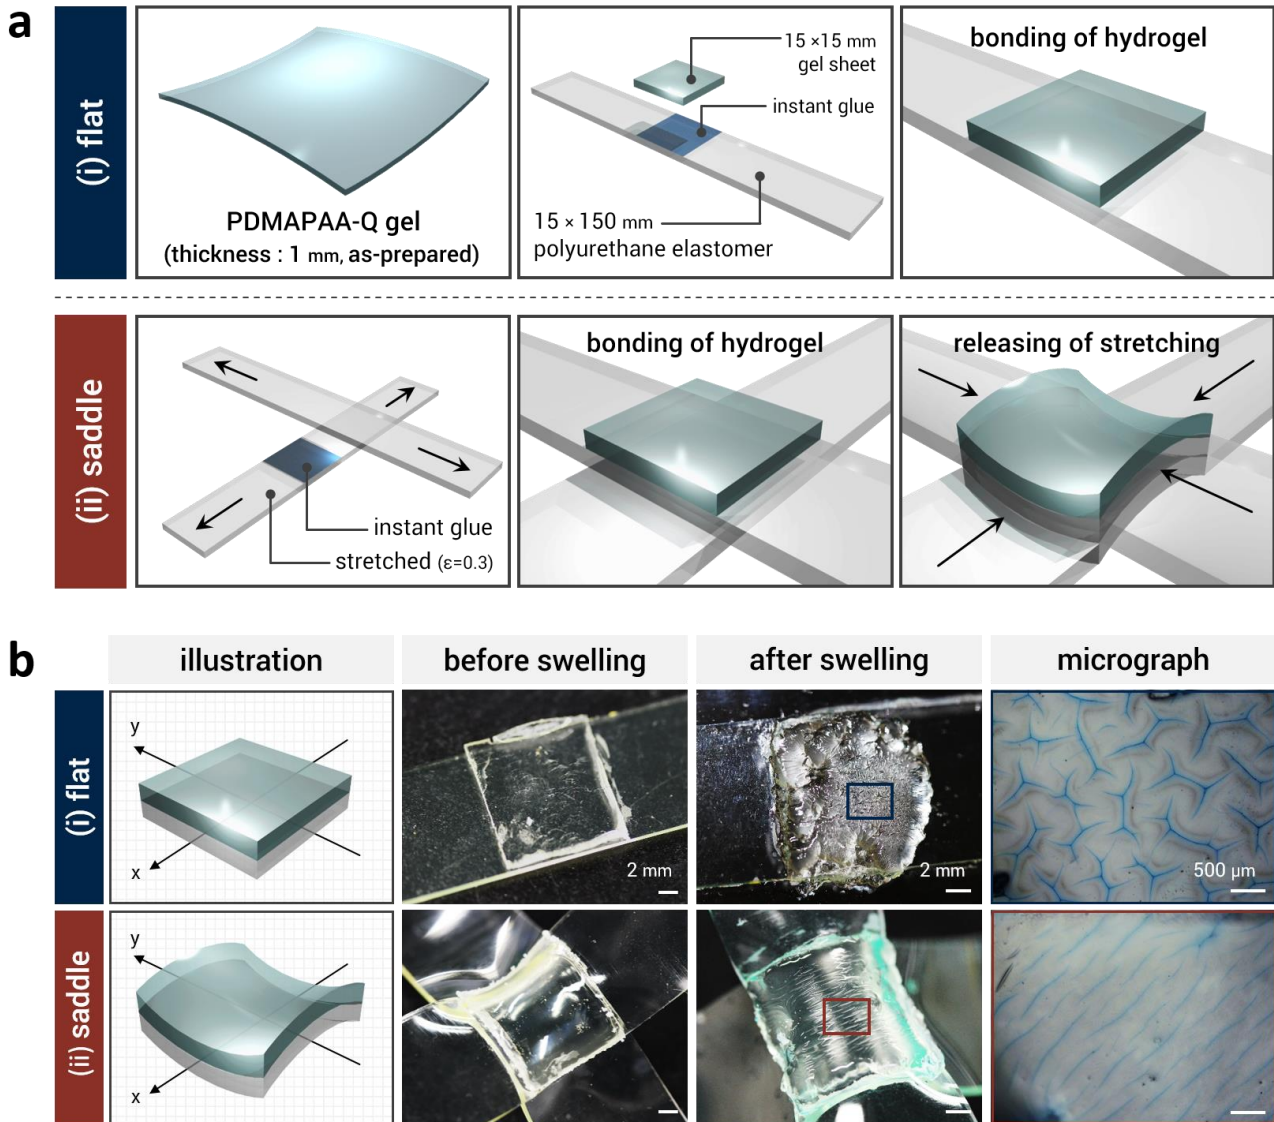 a
(i) flat
PDMAPAA-Q gel
(thickness : 1 mm, as-prepared)
15 ×15 mm
gel sheet
instant glue
15 × 150 mm
polyurethane elastomer
bonding of hydrogel
(ii) saddle
instant glue
stretched (ε=0.3)
bonding of hydrogel
releasing of stretching
b
illustration
before swelling
after swelling
micrograph
(i) flat
y
x
2 mm
2 mm
500 µm
(ii) saddle
y
x